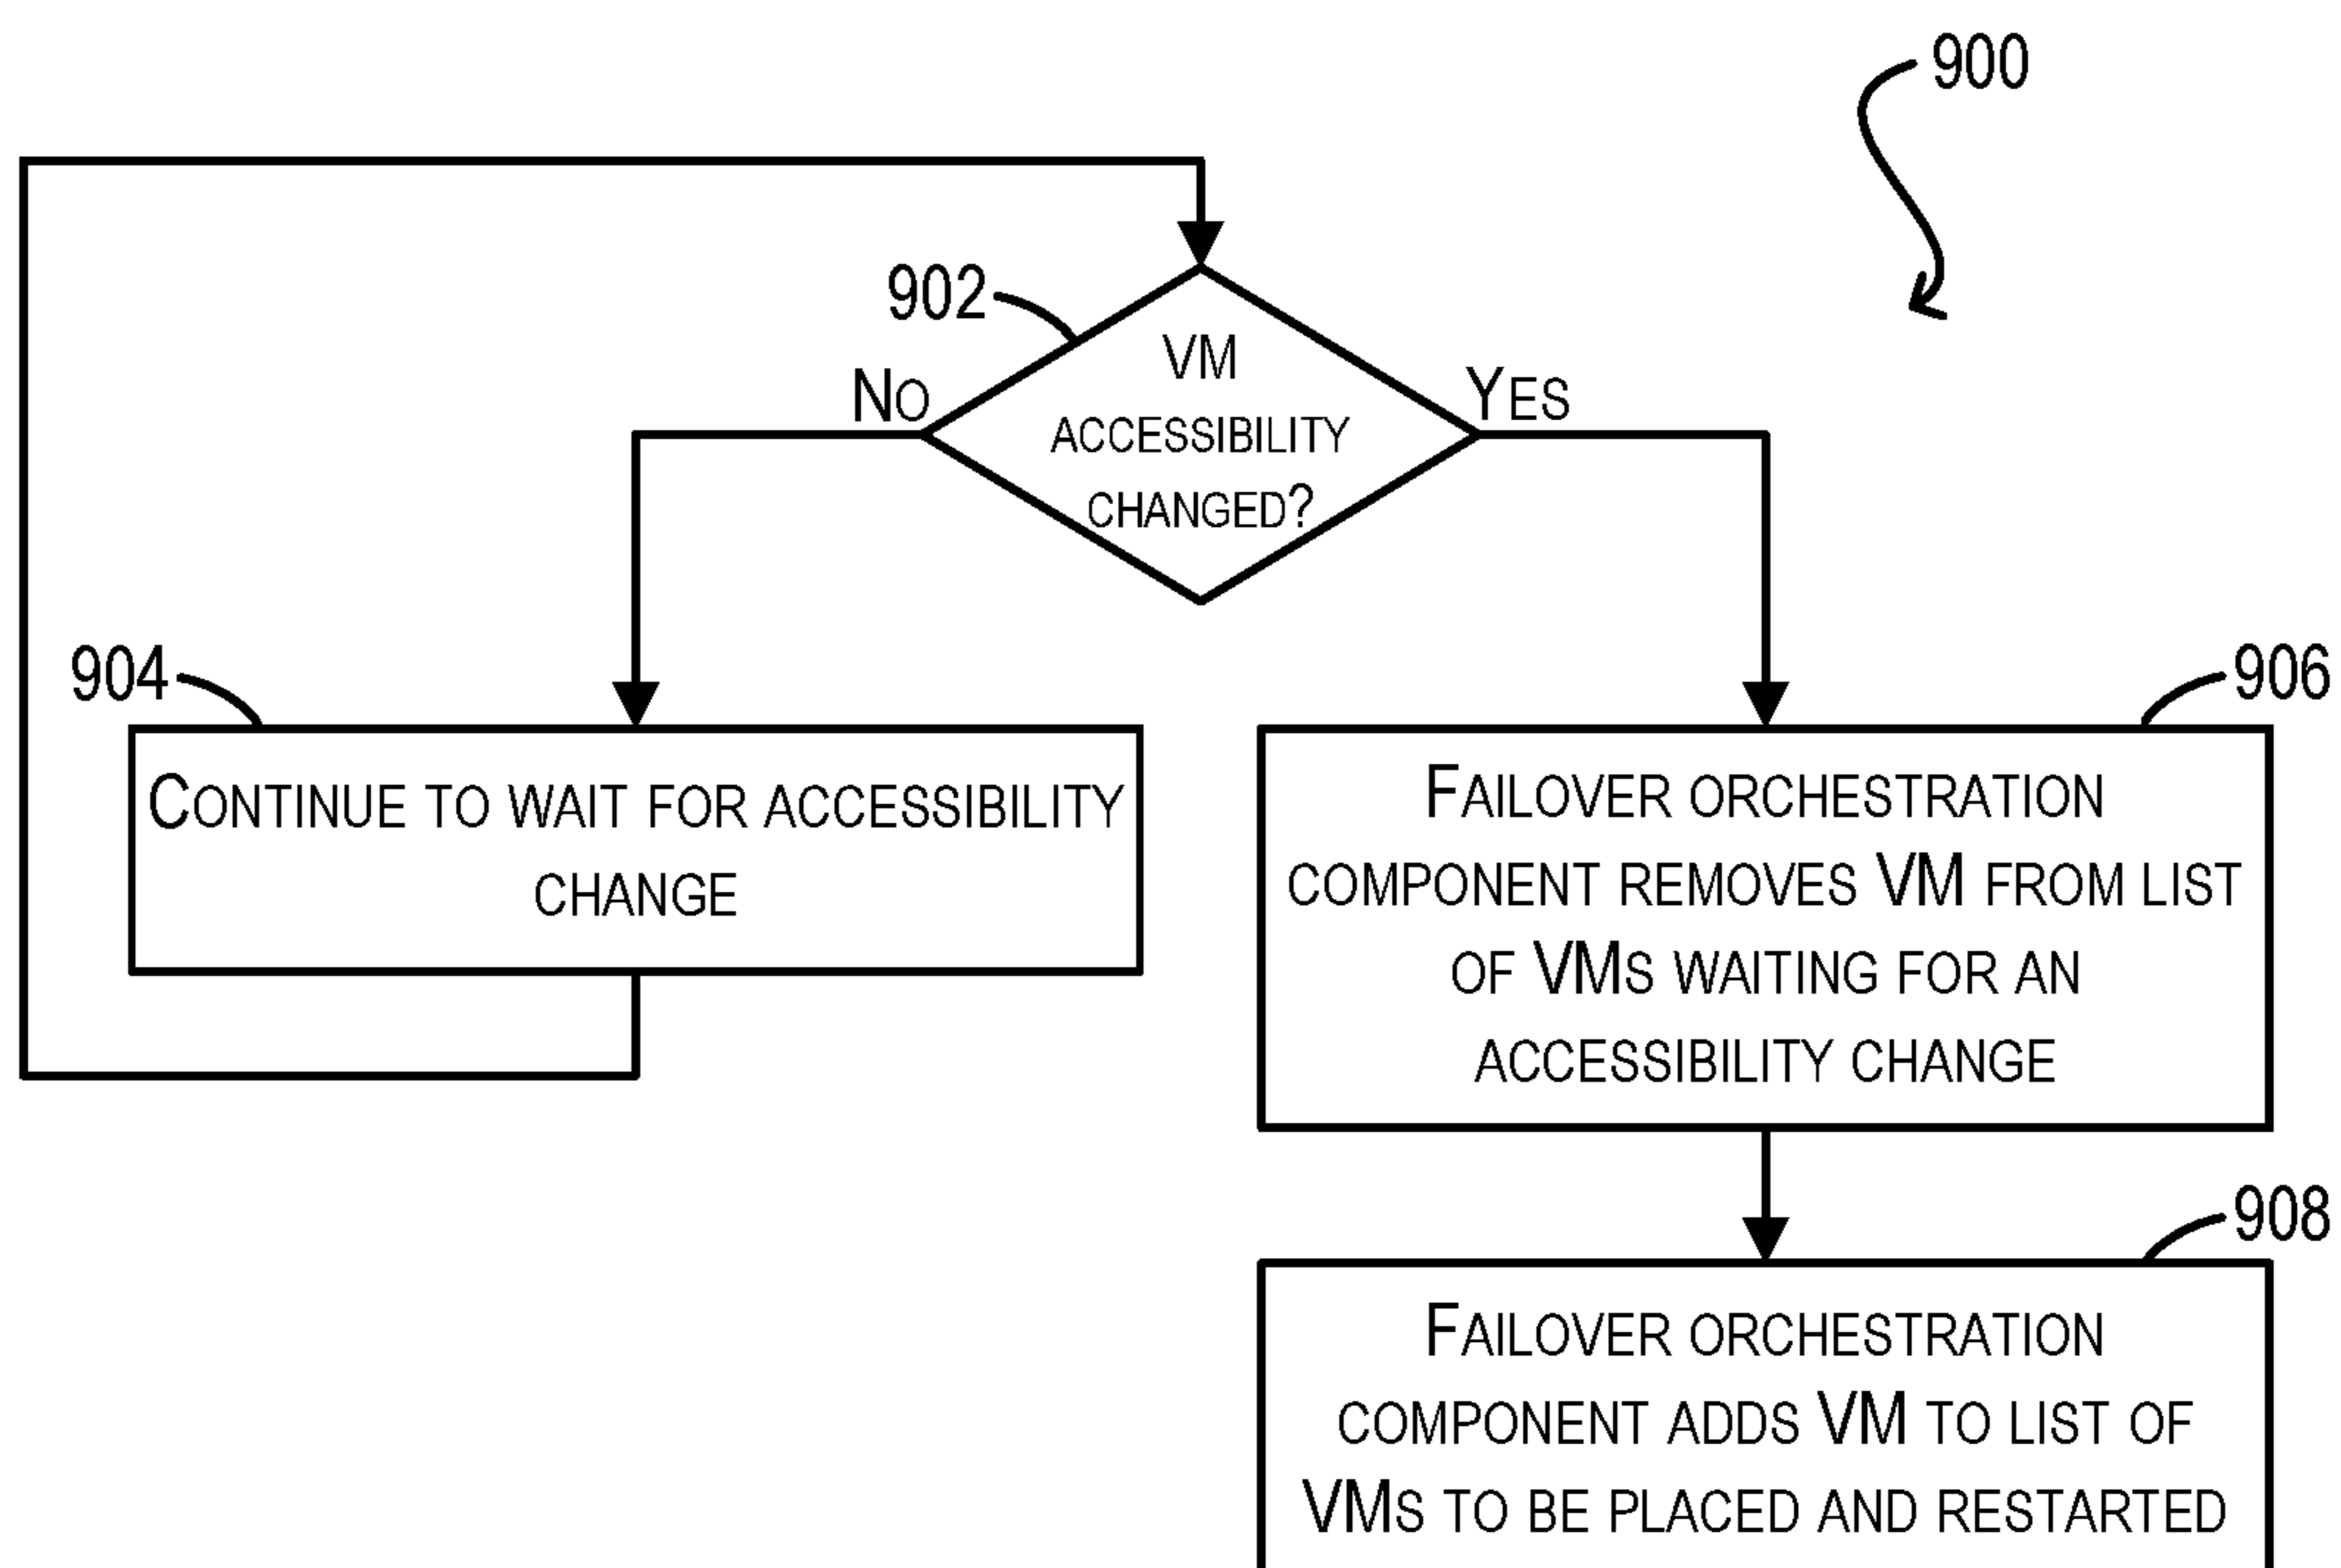 900
902
VM
ACCESSIBILITY
CHANGED?
NO
YES
904
CONTINUE TO WAIT FOR ACCESSIBILITY
CHANGE
906
FAILOVER ORCHESTRATION
COMPONENT REMOVES VM FROM LIST
OF VMS WAITING FOR AN
ACCESSIBILITY CHANGE
908
FAILOVER ORCHESTRATION
COMPONENT ADDS VM TO LIST OF
VMS TO BE PLACED AND RESTARTED